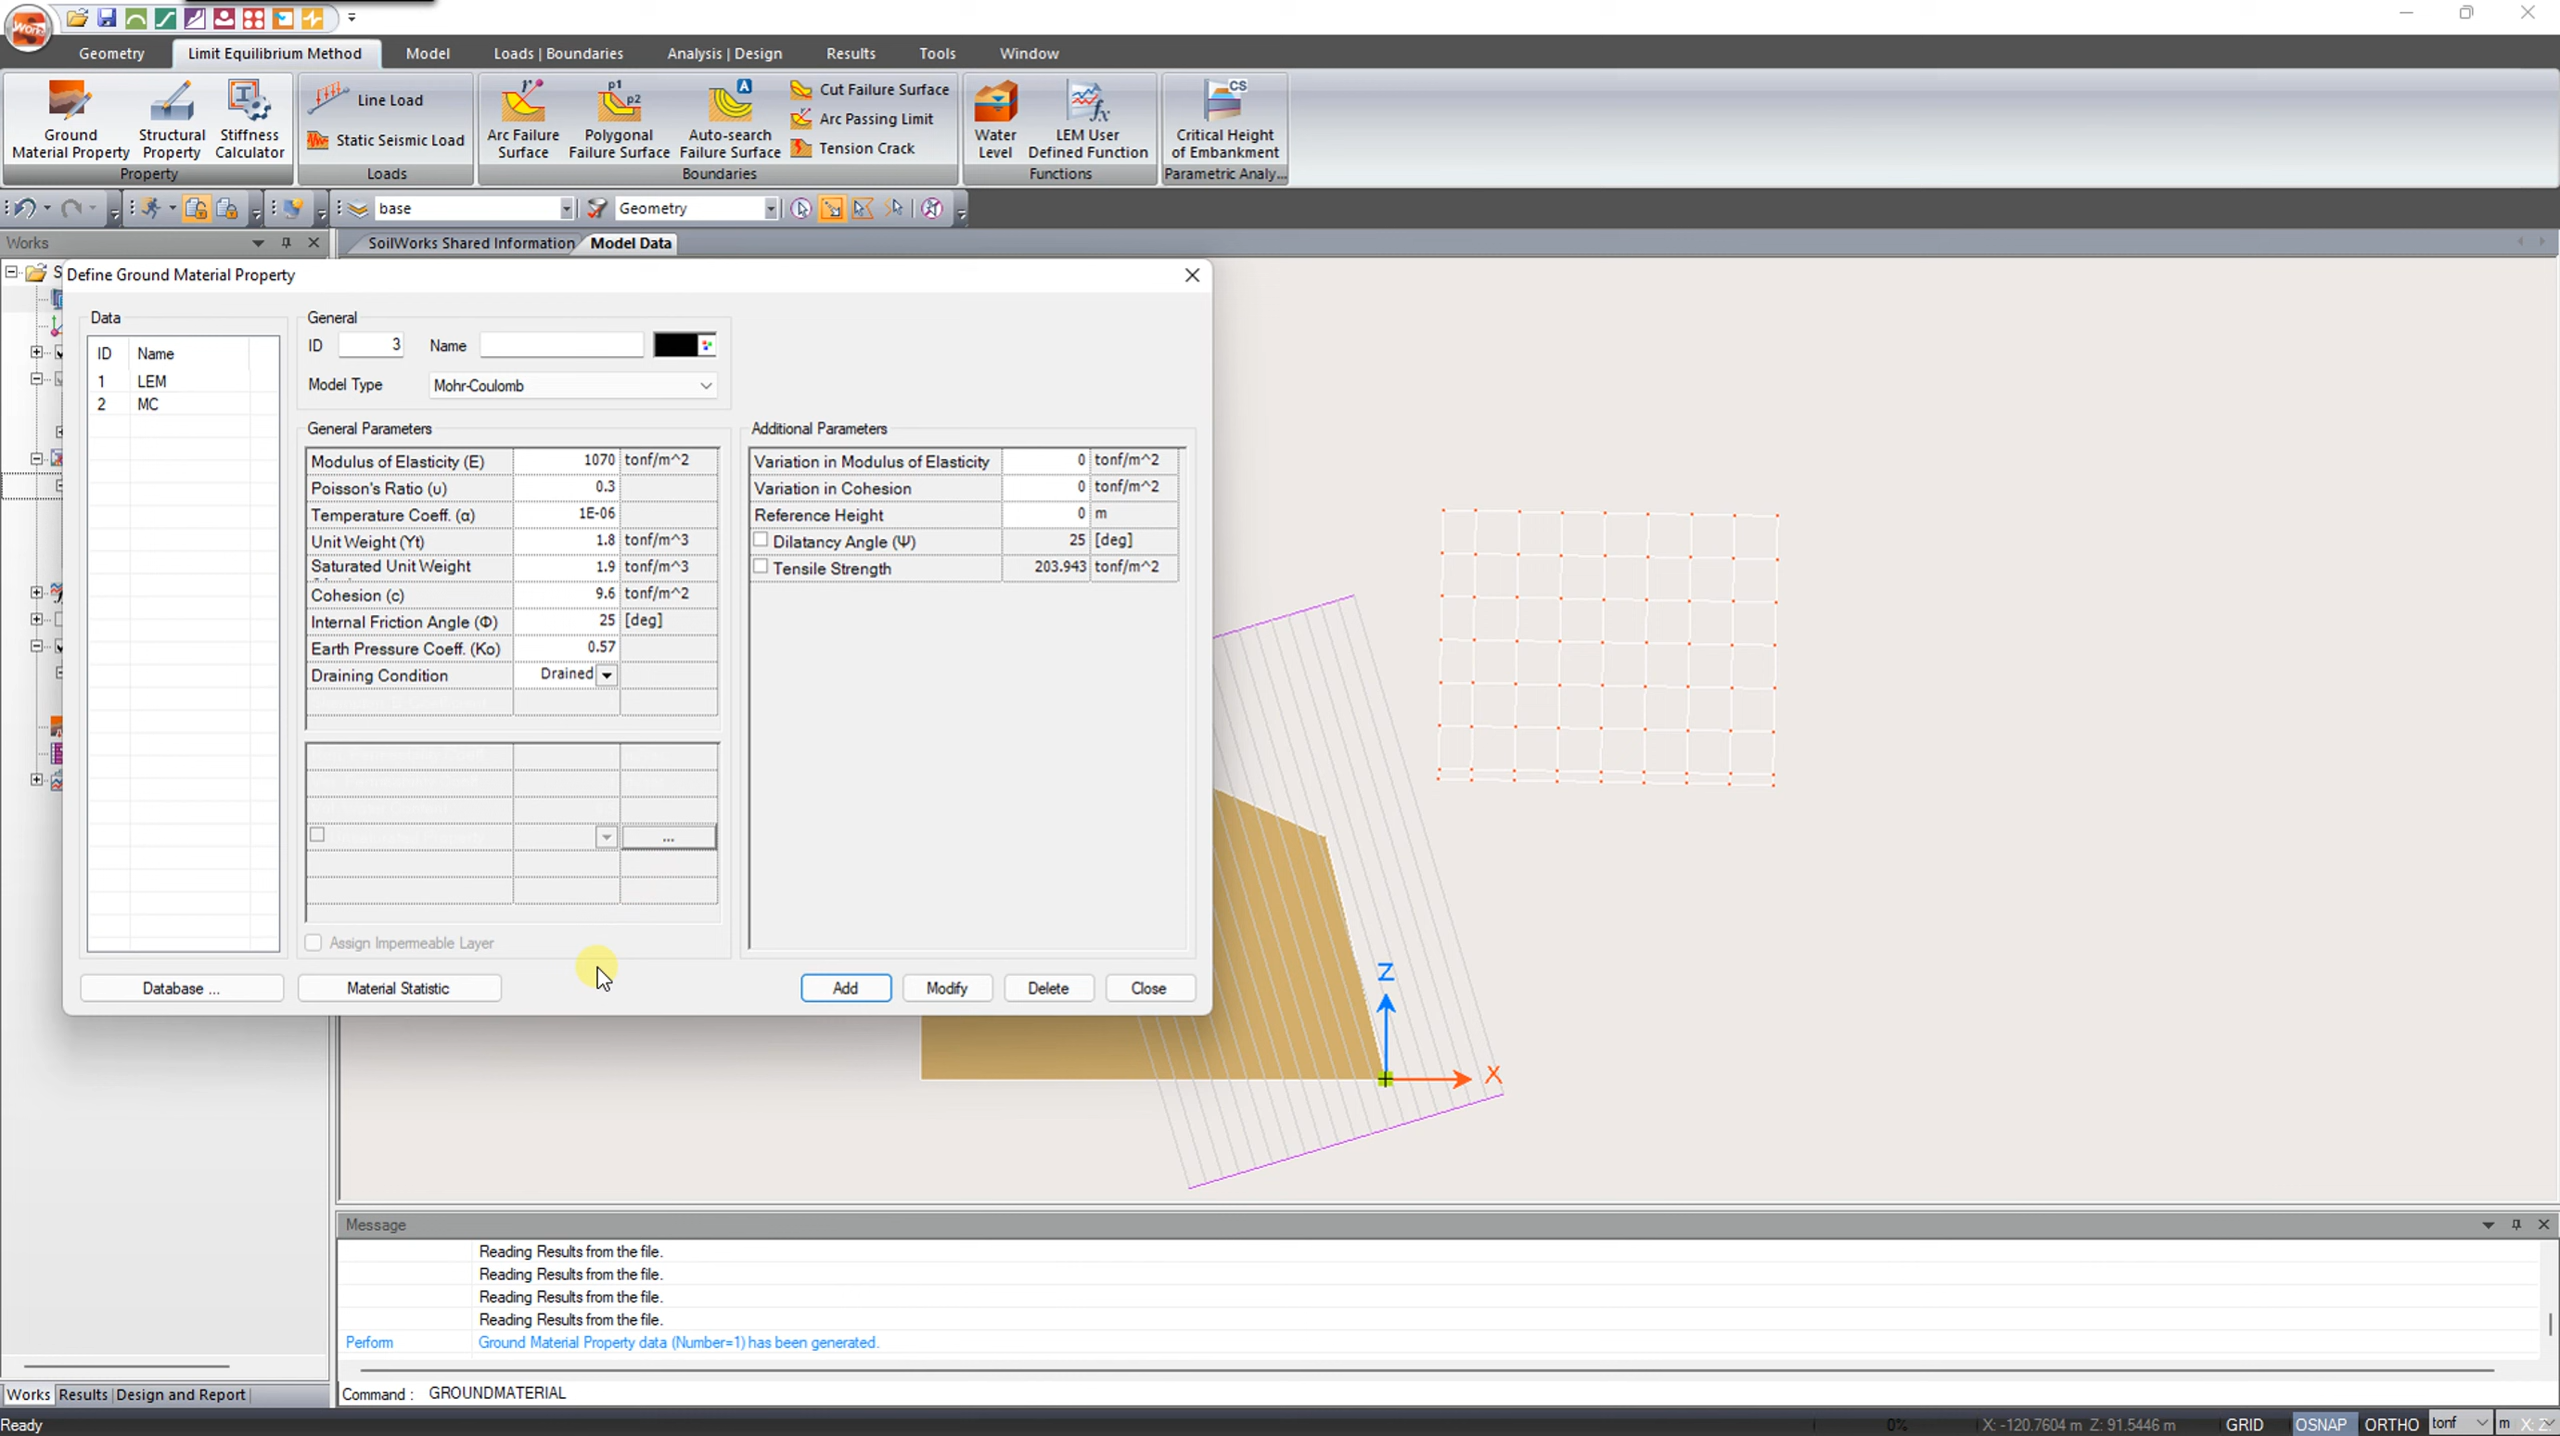 Works
Geometry
Limit Equilibrium Method
Model
Loads | Boundaries
Analysis | Design
Results
Tools
Window
Ground
Material Property
Structural
Property
Stiffness
Calculator
Property
Line Load
Static Seismic Load
Loads
Arc Failure
Surface
p1
p2
Polygonal
Failure Surface
A
Auto-search
Failure Surface
Cut Failure Surface
Arc Passing Limit
Tension Crack
Boundaries
Water
Level
fx
LEM User
Defined Function
Functions
CS
Critical Height
of Embankment
Parametric Analy...
base
Geometry
Works
SoilWorks Shared Information
Model Data
S
Define Ground Material Property
Data
ID Name
1 LEM
2 MC
General
ID 3 Name
Model Type Mohr-Coulomb
General Parameters
Modulus of Elasticity (E) 1070 tonf/m^2
Poisson's Ratio (υ) 0.3
Temperature Coeff. (α) 1E-06
Unit Weight (Yt) 1.8 tonf/m^3
Saturated Unit Weight 1.9 tonf/m^3
Cohesion (c) 9.6 tonf/m^2
Internal Friction Angle (Φ) 25 [deg]
Earth Pressure Coeff. (Ko) 0.57
Draining Condition Drained
...
Assign Impermeable Layer
Additional Parameters
Variation in Modulus of Elasticity 0 tonf/m^2
Variation in Cohesion 0 tonf/m^2
Reference Height 0 m
Dilatancy Angle (Ψ) 25 [deg]
Tensile Strength 203.943 tonf/m^2
Database ...
Material Statistic
Add
Modify
Delete
Close
Z
X
Message
Reading Results from the file.
Reading Results from the file.
Reading Results from the file.
Reading Results from the file.
Perform Ground Material Property data (Number=1) has been generated.
Works
Results
Design and Report
Command : GROUNDMATERIAL
Ready
0%
X: -120.7604 m Z: 91.5446 m
GRID
OSNAP
ORTHO
tonf
m